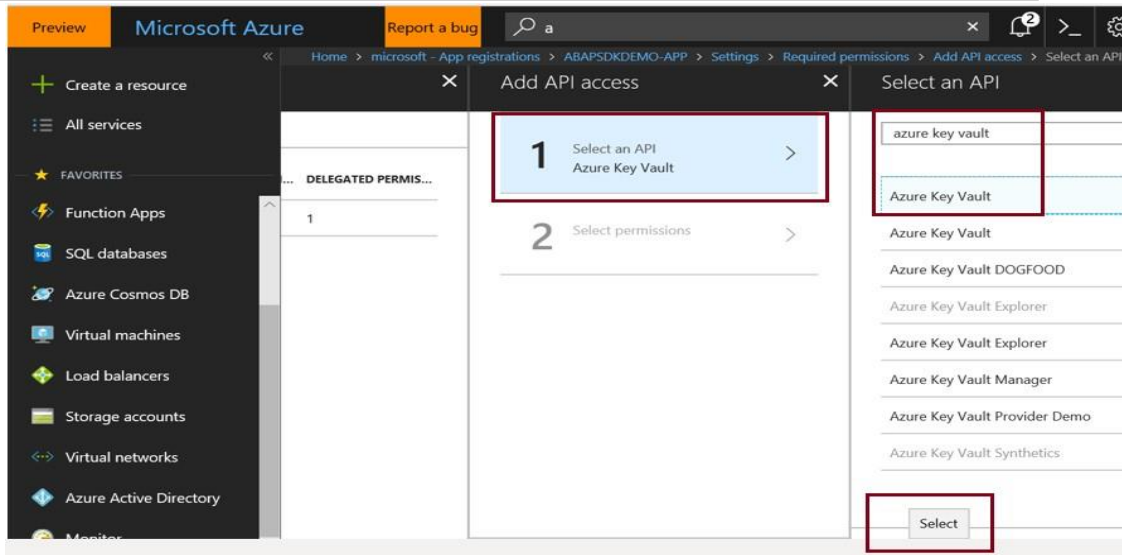 Preview
Microsoft Azure
Report a bug
a
2
Home > microsoft - App registrations > ABAPSDKDEMO-APP > Settings > Required permissions > Add API access > Select an API
Create a resource
All services
FAVORITES
Function Apps
SQL databases
Azure Cosmos DB
Virtual machines
Load balancers
Storage accounts
Virtual networks
Azure Active Directory
Monitor
... DELEGATED PERMIS...
1
Add API access
1
Select an API
Azure Key Vault
2
Select permissions
Select an API
azure key vault
Azure Key Vault
Azure Key Vault
Azure Key Vault DOGFOOD
Azure Key Vault Explorer
Azure Key Vault Explorer
Azure Key Vault Manager
Azure Key Vault Provider Demo
Azure Key Vault Synthetics
Select